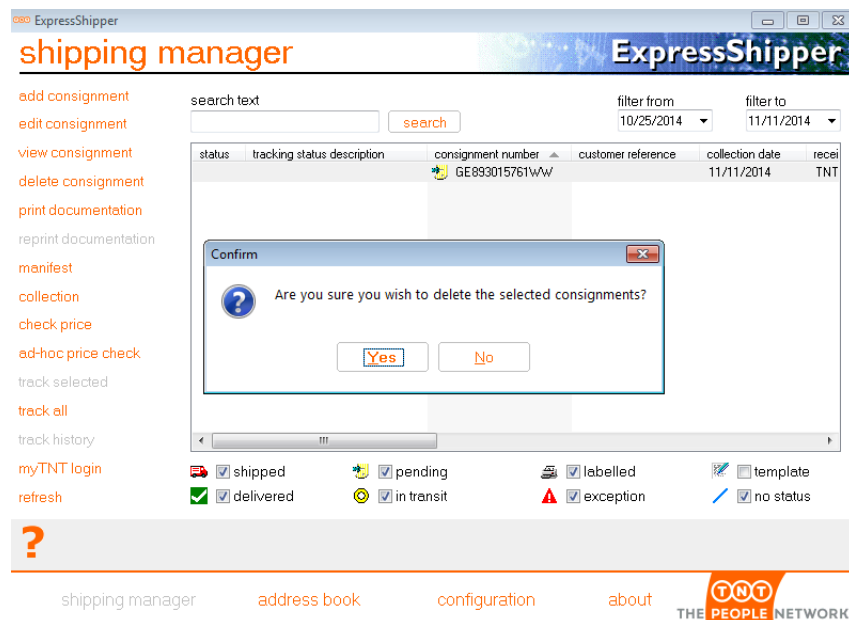 ExpressShipper
shipping manager
ExpressShipper
add consignment
edit consignment
view consignment
delete consignment
print documentation
reprint documentation
manifest
collection
check price
ad-hoc price check
track selected
track all
track history
myTNT login
refresh
search text
search
filter from
10/25/2014
filter to
11/11/2014
status tracking status description consignment number customer reference collection date recei
GE893015761WW 11/11/2014 TNT
Confirm
Are you sure you wish to delete the selected consignments?
Yes No
shipped pending labelled template
delivered in transit exception no status
?
shipping manager address book configuration about
TNT
THE PEOPLE NETWORK